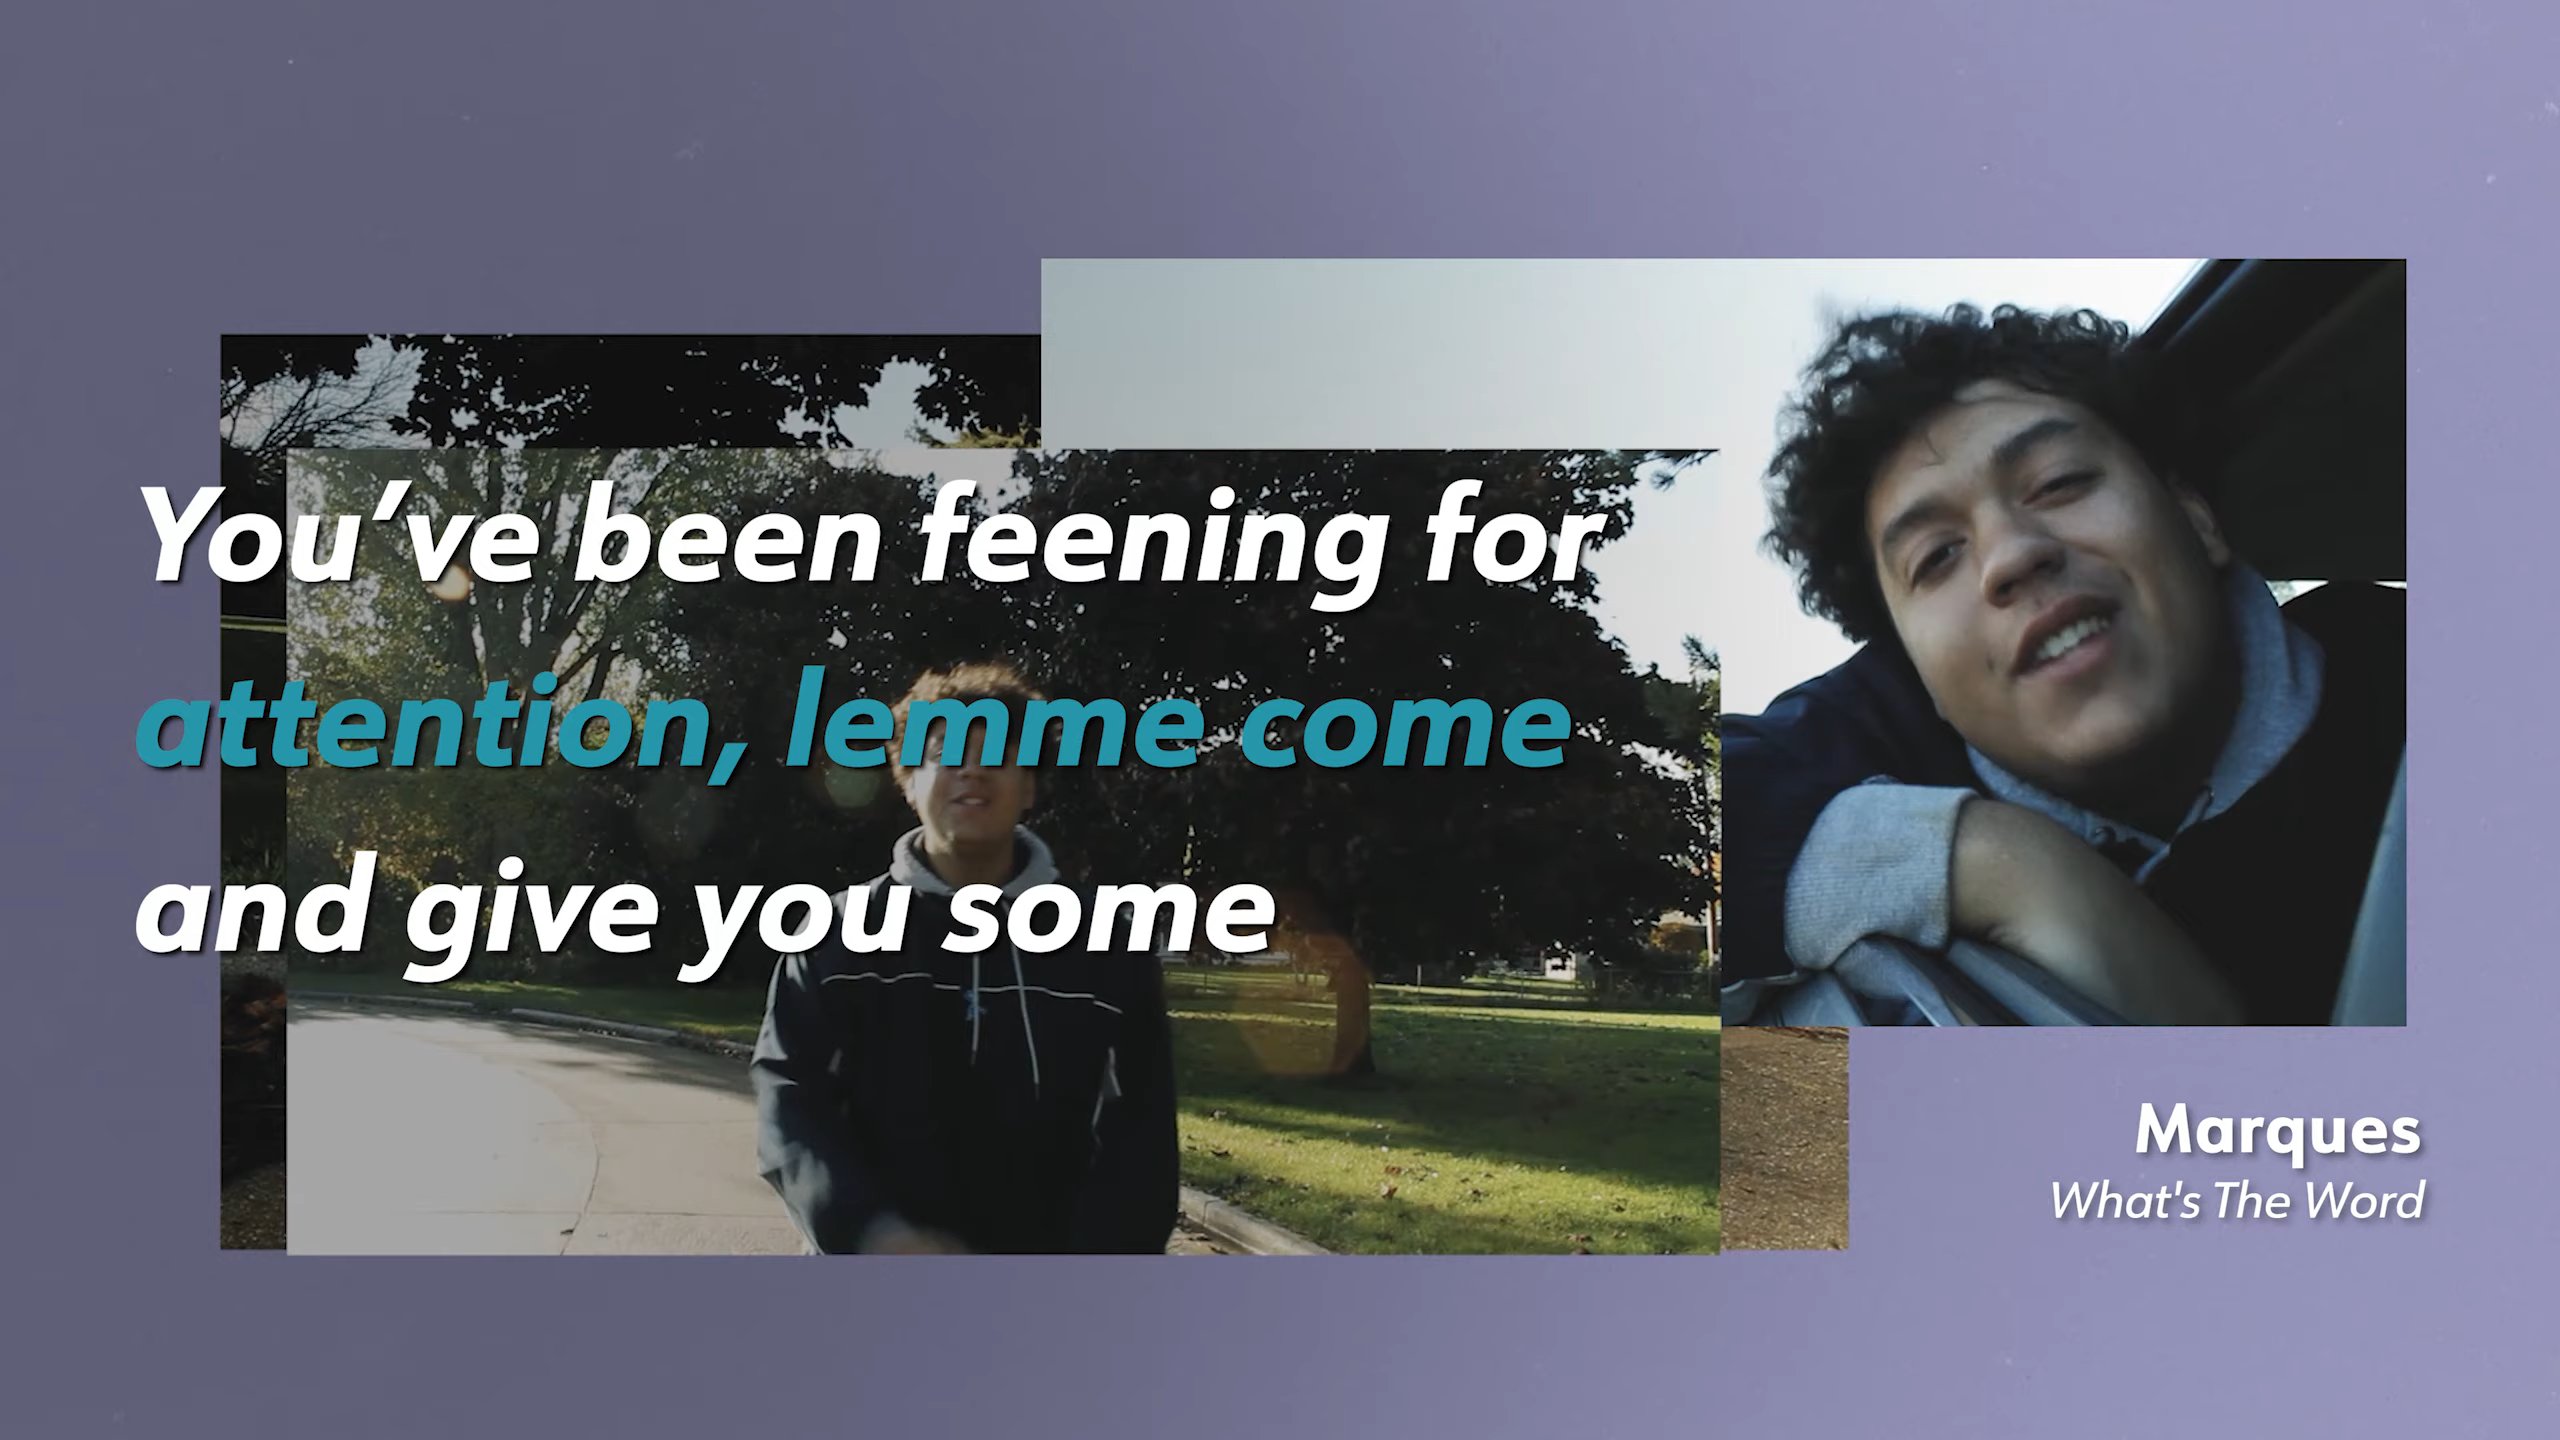 You’ve been feening for
attention, lemme come
and give you some
Marques
What's The Word